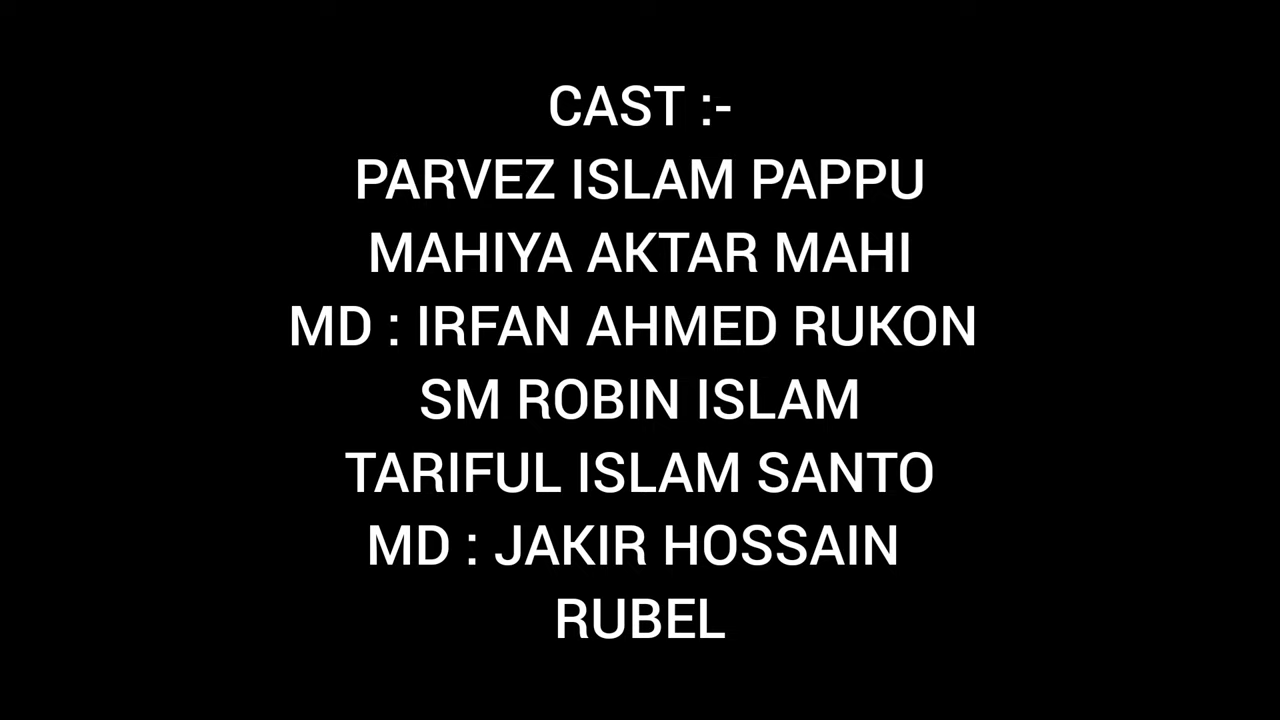 CAST :-
PARVEZ ISLAM PAPPU
MAHIYA AKTAR MAHI
MD : IRFAN AHMED RUKON
SM ROBIN ISLAM
TARIFUL ISLAM SANTO
MD : JAKIR HOSSAIN
RUBEL